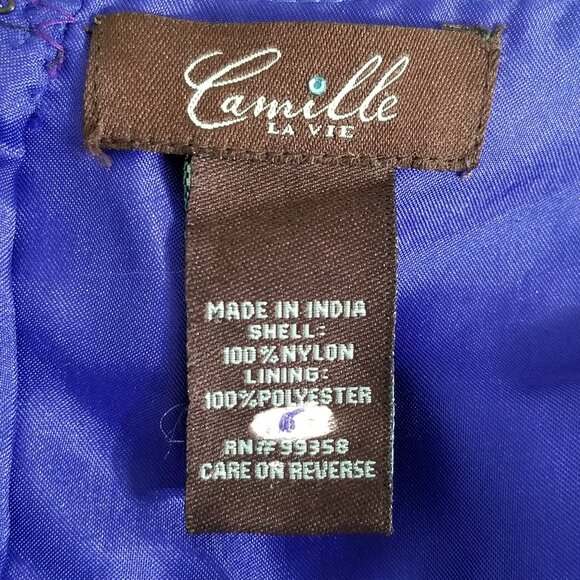 Camille
LA VIE
MADE IN INDIA
SHELL:
100% NYLON
LINING:
100% POLYESTER
6
RN# 99358
CARE ON REVERSE